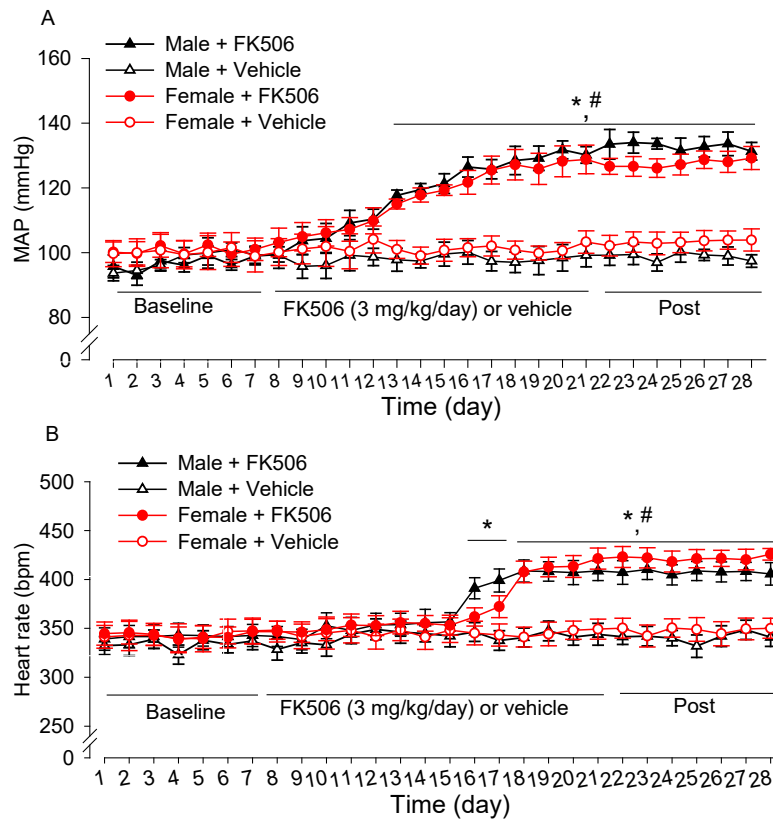 A
Male + FK506
Male + Vehicle
Female + FK506
Female + Vehicle
MAP (mmHg)
160
140
120
100
80
0
*,#
Baseline
FK506 (3 mg/kg/day) or vehicle
Post
1 2 3 4 5 6 7 8 9 10 11 12 13 14 15 16 17 18 19 20 21 22 23 24 25 26 27 28
Time (day)
B
Male + FK506
Male + Vehicle
Female + FK506
Female + Vehicle
Heart rate (bpm)
500
450
400
350
300
250
0
*
*,#
Baseline
FK506 (3 mg/kg/day) or vehicle
Post
1 2 3 4 5 6 7 8 9 10 11 12 13 14 15 16 17 18 19 20 21 22 23 24 25 26 27 28
Time (day)